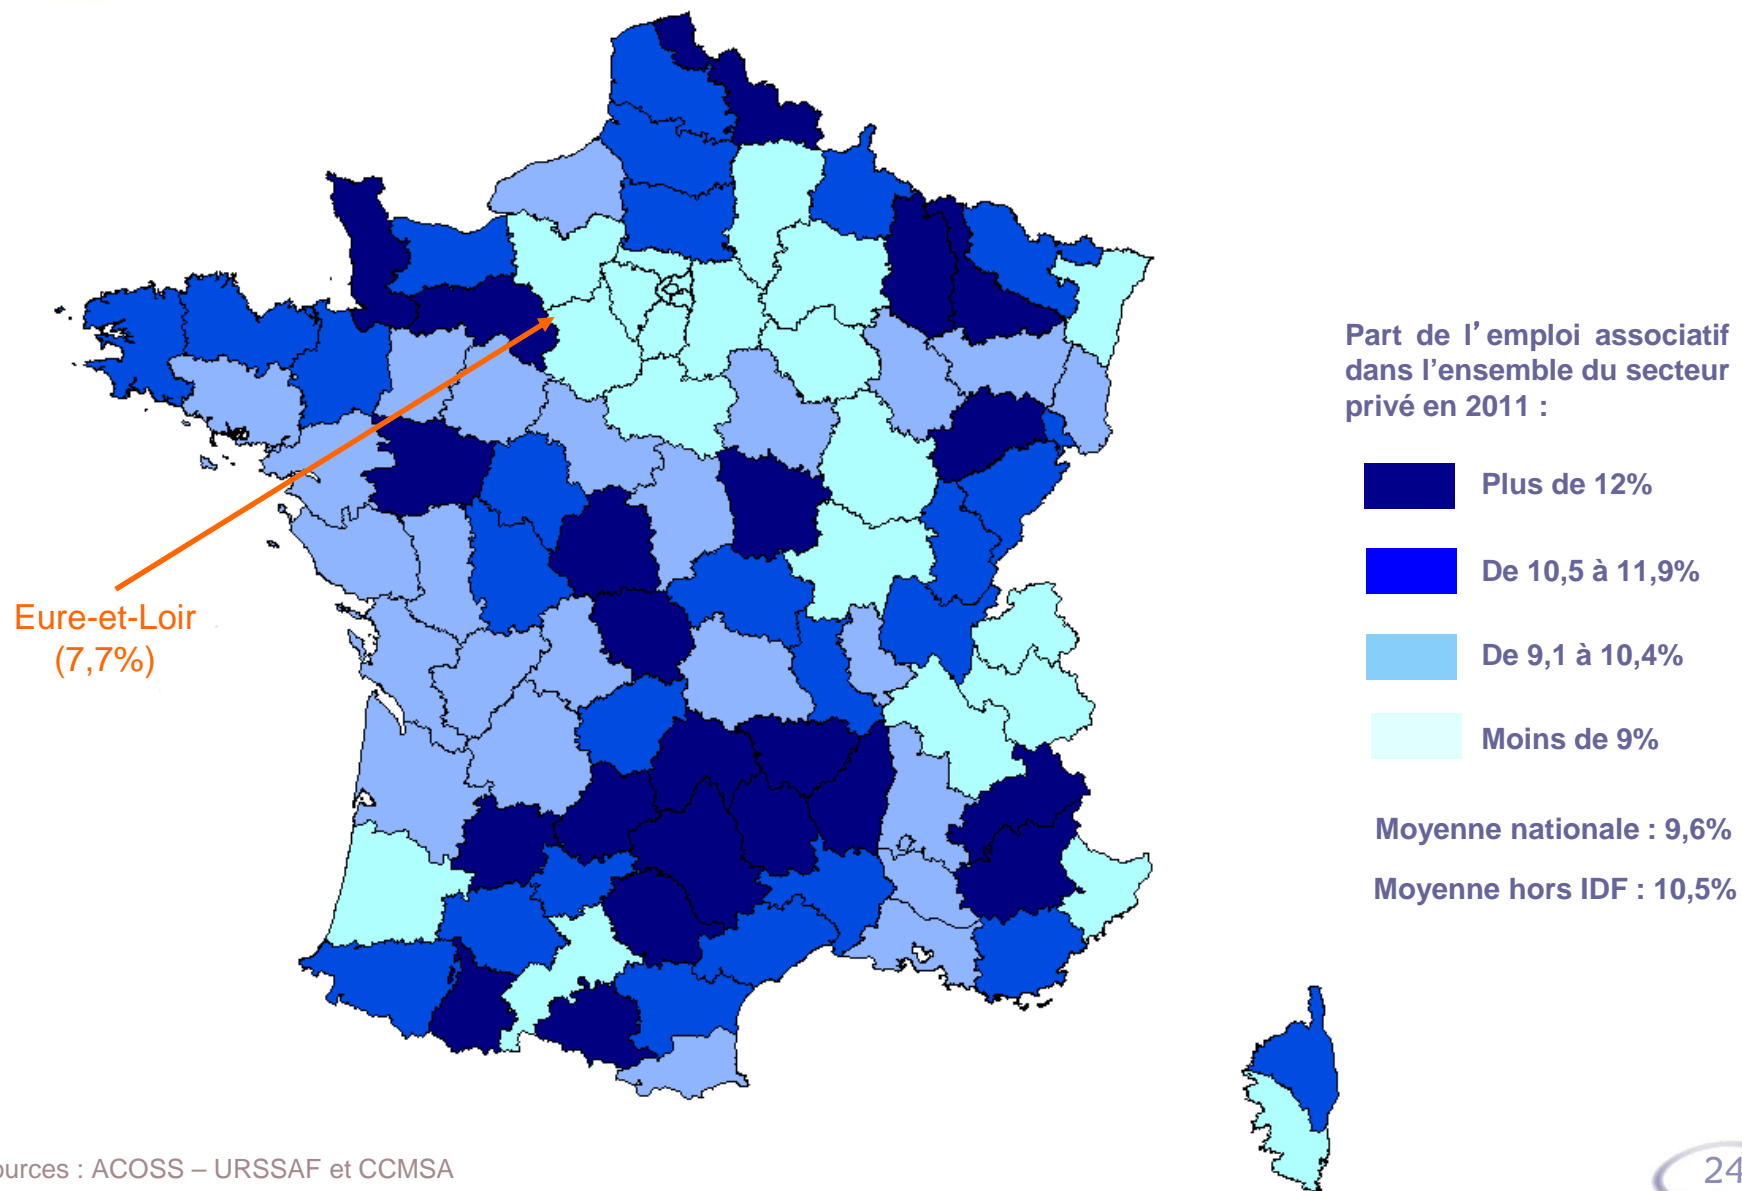 Part de l'emploi associatif
dans l'ensemble du secteur
privé en 2011 :
Plus de 12%
De 10,5 à 11,9%
De 9,1 à 10,4%
Moins de 9%
Moyenne nationale : 9,6%
Moyenne hors IDF : 10,5%
Eure-et-Loir
(7,7%)
ources : ACOSS – URSSAF et CCMSA
24